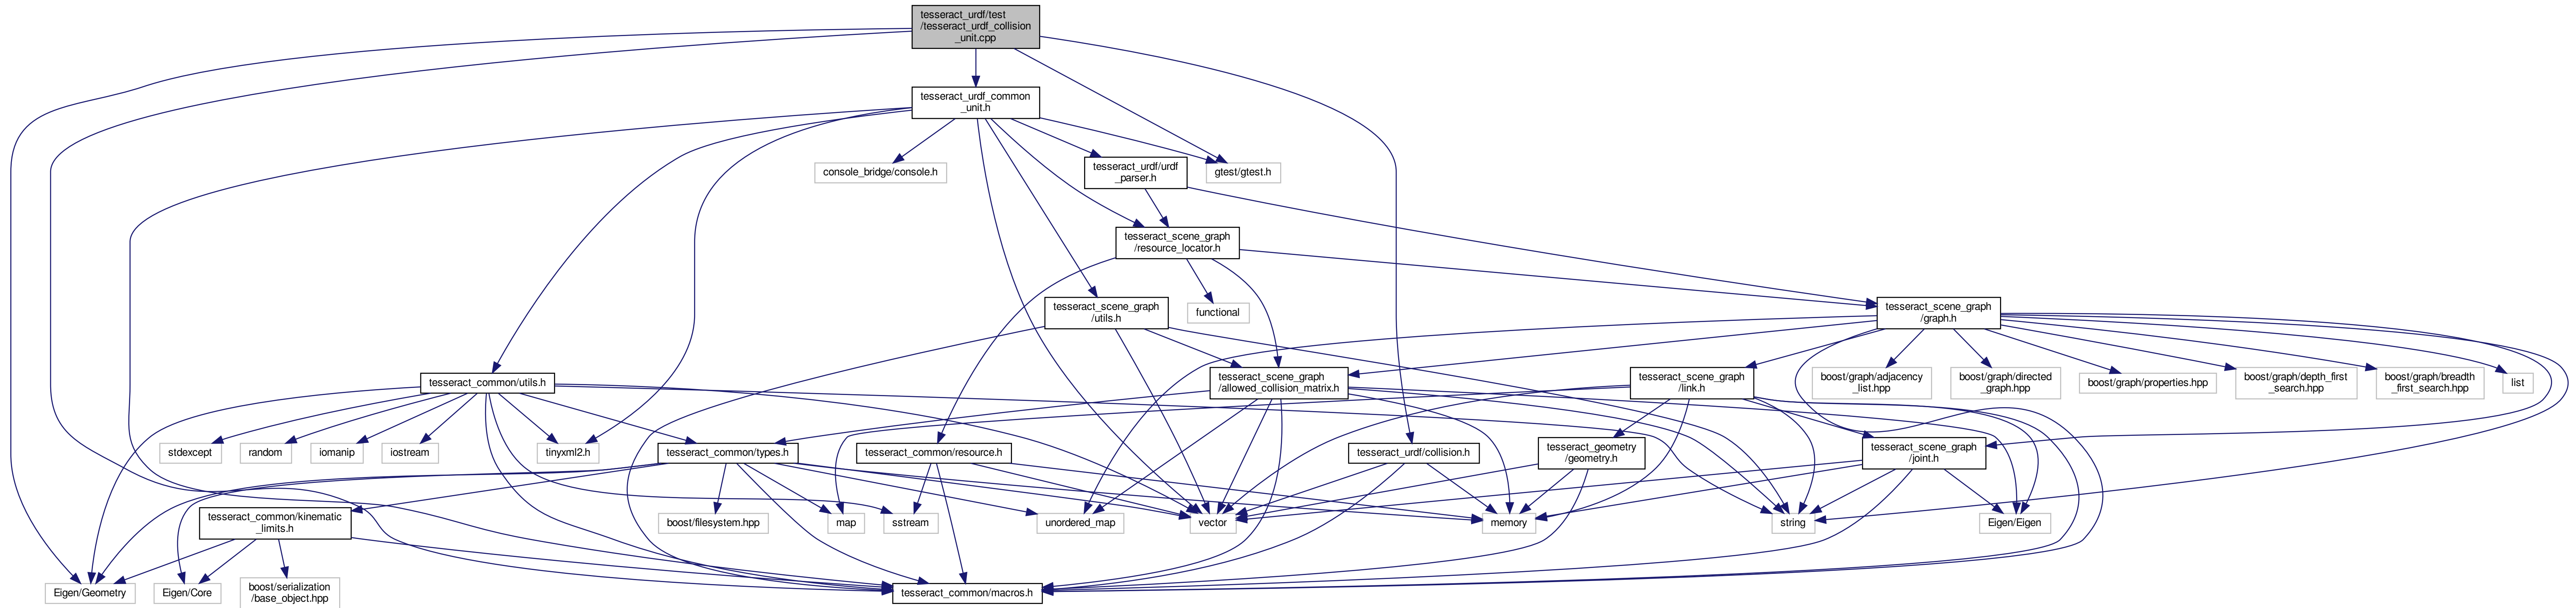 tesseract_urdf/test
/tesseract_urdf_collision
_unit.cpp
tesseract_urdf_common
_unit.h
console_bridge/console.h
tesseract_urdf/urdf
_parser.h
gtest/gtest.h
tesseract_scene_graph
/resource_locator.h
tesseract_scene_graph
/utils.h
functional
tesseract_scene_graph
/graph.h
tesseract_common/utils.h
tesseract_scene_graph
/allowed_collision_matrix.h
tesseract_scene_graph
/link.h
boost/graph/adjacency
_list.hpp
boost/graph/directed
_graph.hpp
boost/graph/properties.hpp
boost/graph/depth_first
_search.hpp
boost/graph/breadth
_first_search.hpp
list
stdexcept
random
iomanip
iostream
tinyxml2.h
tesseract_common/types.h
tesseract_common/resource.h
tesseract_urdf/collision.h
tesseract_geometry
/geometry.h
tesseract_scene_graph
/joint.h
tesseract_common/kinematic
_limits.h
boost/filesystem.hpp
map
sstream
unordered_map
vector
memory
string
Eigen/Eigen
Eigen/Geometry
Eigen/Core
boost/serialization
/base_object.hpp
tesseract_common/macros.h